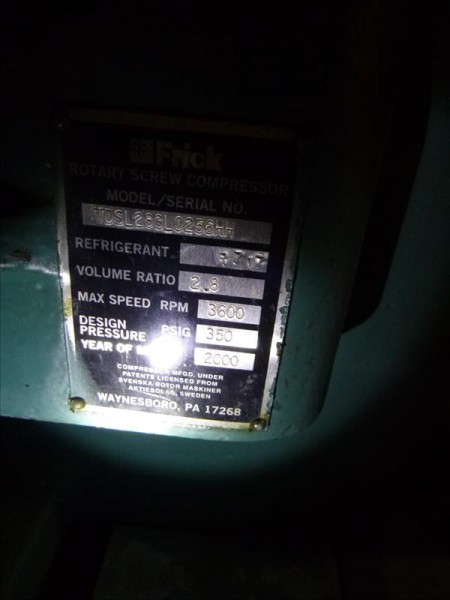 Frick
ROTARY SCREW COMPRESSOR
MODEL/SERIAL NO.
TDSL283L0256HH
REFRIGERANT
VOLUME RATIO 2.8
MAX SPEED RPM 3600
DESIGN
PRESSURE PSIG 350
YEAR OF 2000
COMPRESSOR MFGD. UNDER
PATENTS LICENSED FROM
SVENSKA ROTOR MASKINER
AKTIEBOLAG, SWEDEN
WAYNESBORO, PA 17268